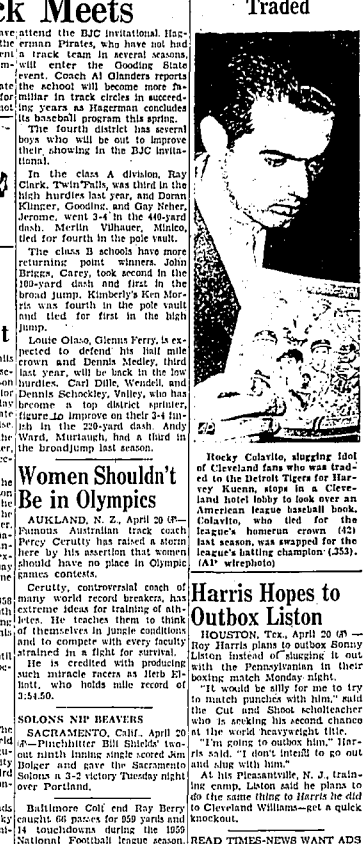 ck Meets
attend the BJC invitational. Hag-
erman Pirates, who have not had
a track team in several seasons,
will enter the Gooding State
event. Coach Al Glanders reports
the school will become more fa-
miliar in track circles in succeed-
ing years as Hagerman concludes
its baseball program this spring.
The fourth district has several
boys who will be out to improve
their showing in the BJC invita-
tional.
In the class A division, Ray
Clark, Twin Falls, was third in the
high hurdles last year, and Doran
Klinger, Gooding, and Gay Neher,
Jerome, went 3-4 in the 440-yard
dash. Merlin Vilhauer, Minico,
tied for fourth in the pole vault.
The class B schools have more
returning point winners. John
Briggs, Carey, took second in the
100-yard dash and first in the
broad jump. Kimberly's Ken Mor-
ris was fourth in the pole vault
and tied for first in the high
jump.
Louie Olaso, Glenns Ferry, is ex-
pected to defend his half mile
crown and Dennis Medley, third
last year, will be back in the low
hurdles. Carl Dille, Wendell, and
Dennis Schockley, Valley, who has
become a top district sprinter,
figure to improve on their 3-4 fin-
ish in the 220-yard dash. Andy
Ward, Murtaugh, had a third in
the broadjump last season.
Women Shouldn't
Be in Olympics
AUKLAND, N. Z., April 20 (AP)—
Famous Australian track coach
Percy Cerutty has raised a storm
here by his assertion that women
should have no place in Olympic
games contests.
Cerutty, controversial coach of
many world record breakers, has
extreme ideas for training of ath-
letes. He teaches them to think
of themselves in jungle conditions
and to compete with every faculty
strained in a fight for survival.
He is credited with producing
such miracle racers as Herb El-
liott, who holds mile record of
3:54.50.
SOLONS NIP BEAVERS
SACRAMENTO, Calif., April 20
(AP)—Pinchhitter Bill Shields' two-
out ninth inning single scored Jim
Bolger and gave the Sacramento
Solons a 3-2 victory Tuesday night
over Portland.
Baltimore Colt end Ray Berry
caught 66 passes for 959 yards and
14 touchdowns during the 1959
National Football league season.
Traded
Rocky Colavito, slugging idol
of Cleveland fans who was trad-
ed to the Detroit Tigers for Har-
vey Kuenn, stops in a Cleve-
land hotel lobby to look over an
American league baseball book.
Colavito, who tied for the
league's homerun crown (42)
last season, was swapped for the
league's batting champion (.353).
(AP wirephoto)
Harris Hopes to
Outbox Liston
HOUSTON, Tex., April 20 (AP)—
Roy Harris plans to outbox Sonny
Liston instead of slugging it out
with the Pennsylvanian in their
boxing match Monday night.
"It would be silly for me to try
to match punches with him," said
the Cut and Shoot schoolteacher
who is seeking his second chance
at the world heavyweight title.
"I'm going to outbox him," Har-
ris said. "I don't intend to go out
and slug with him."
At his Pleasantville, N. J., train-
ing camp, Liston said he plans to
do the same thing to Harris he did
to Cleveland Williams—get a quick
knockout.
READ TIMES-NEWS WANT ADS